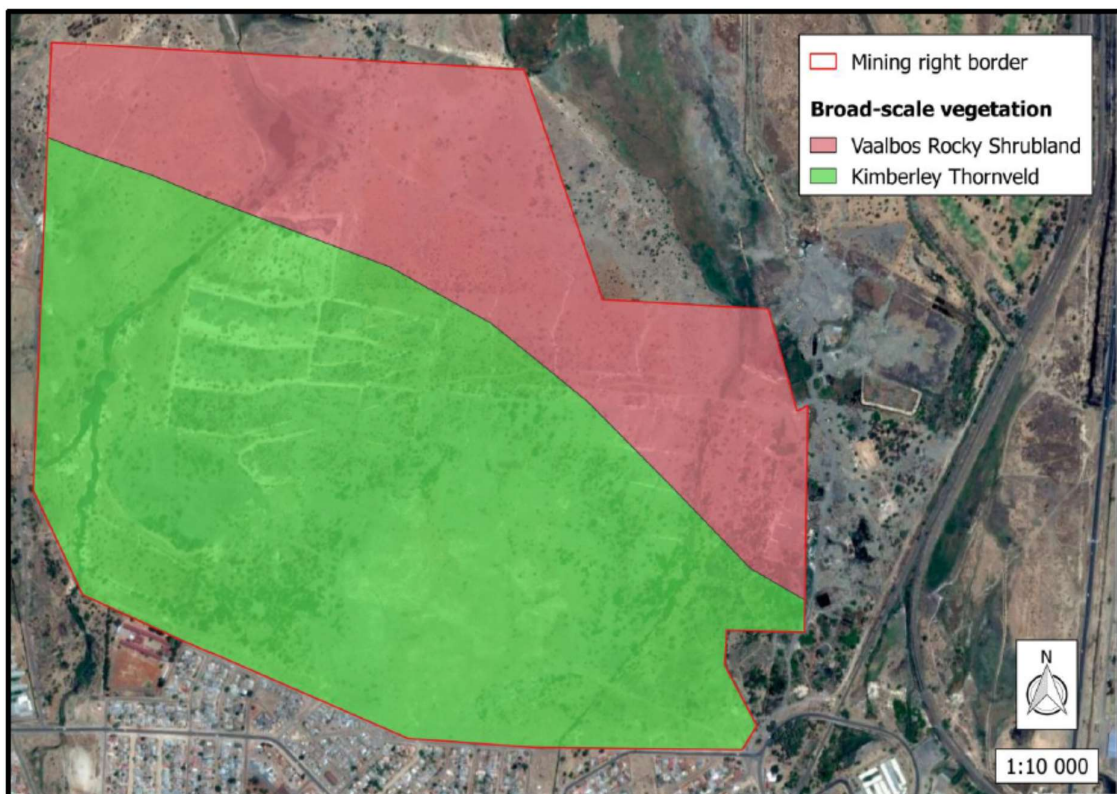 Mining right border
Broad-scale vegetation
Vaalbos Rocky Shrubland
Kimberley Thornveld
N
1:10 000